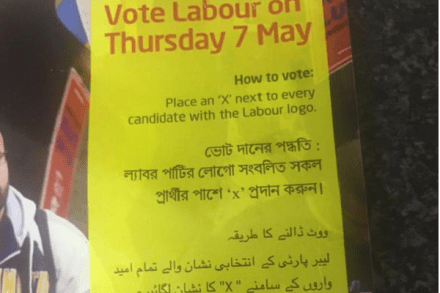 Vote Labour on
Thursday 7 May
How to vote:
Place an ‘X’ next to every
candidate with the Labour logo.
ভোট দানের পদ্ধতি :
ল্যাবর পার্টির লোগো সংবলিত সকল
প্রার্থীর পাশে ‘x’ প্রদান করুন।
ووٹ ڈالنے کا طریقہ
لیبر پارٹی کے انتخابی نشان والے تمام امید
واروں کے سامنے "X" کا نشان لگائیں